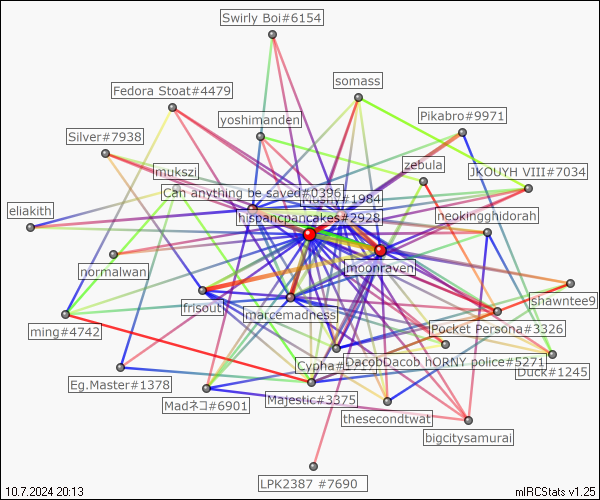 Swirly Boi#6154
somass
Fedora Stoat#4479
Pikabro#9971
yoshimanden
Silver#7938
zebula
mukszi
JKOUYH VIII#7034
Can anything be saved#0396
#1984
eliakith
hispancpancakes#2928
neokingghidorah
moonraven
normalwan
shawntee9
frisouti
marcemadness
ming#4742
Pocket Persona#3326
Cypha#
DacobDacob hORNY police#5271
Duck#1245
Eg.Master#1378
Majestic#3375
Madネコ#6901
thesecondtwat
bigcitysamurai
LPK2387 #7690
10.7.2024 20:13
mIRCStats v1.25